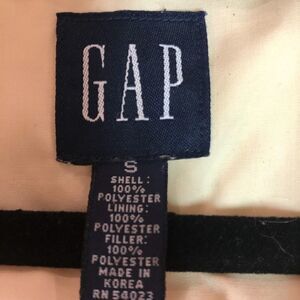 GAP
S
SHELL:
100%
POLYESTER
LINING:
100%
POLYESTER
FILLER:
100%
POLYESTER
MADE IN
KOREA
RN 54023